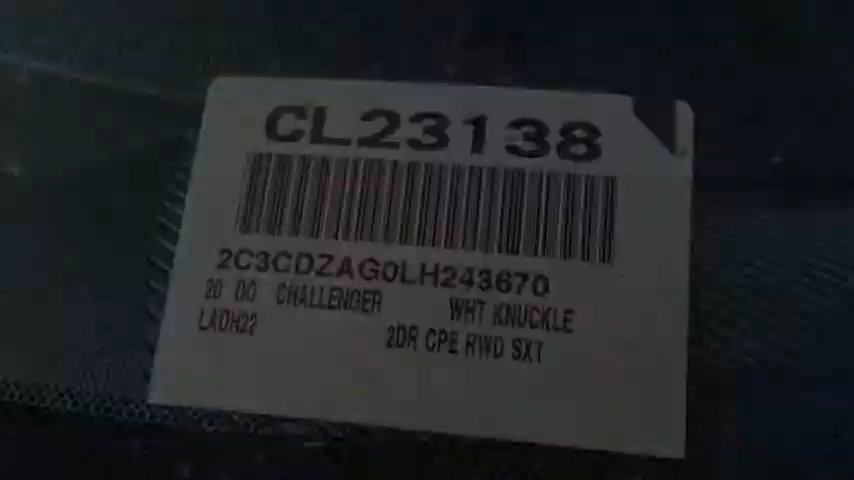 CL23138
2C3CDZAG0LH243670
20 DO CHALLENGER WHT KNUCKLE
LADH22 2DR CPE RWD SXT